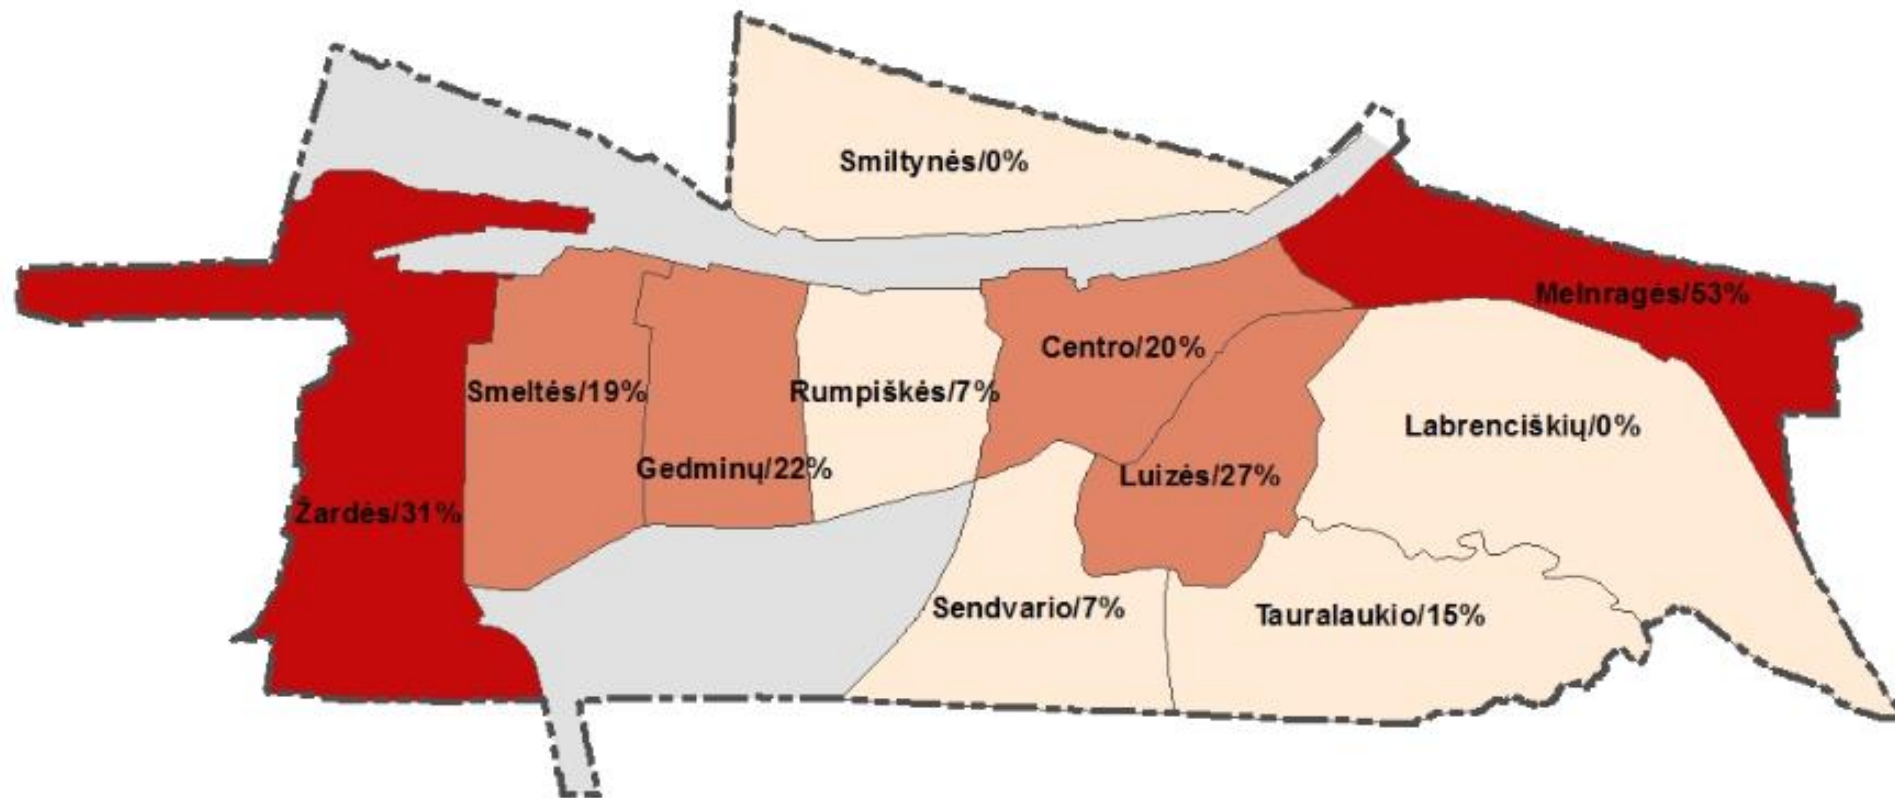 Smiltynės/0%
Melnragės/53%
Centro/20%
Smeltės/19%
Rumpiškės/7%
Labrenciškių/0%
Gedminų/22%
Luizės/27%
Žardės/31%
Sendvario/7%
Tauralaukio/15%